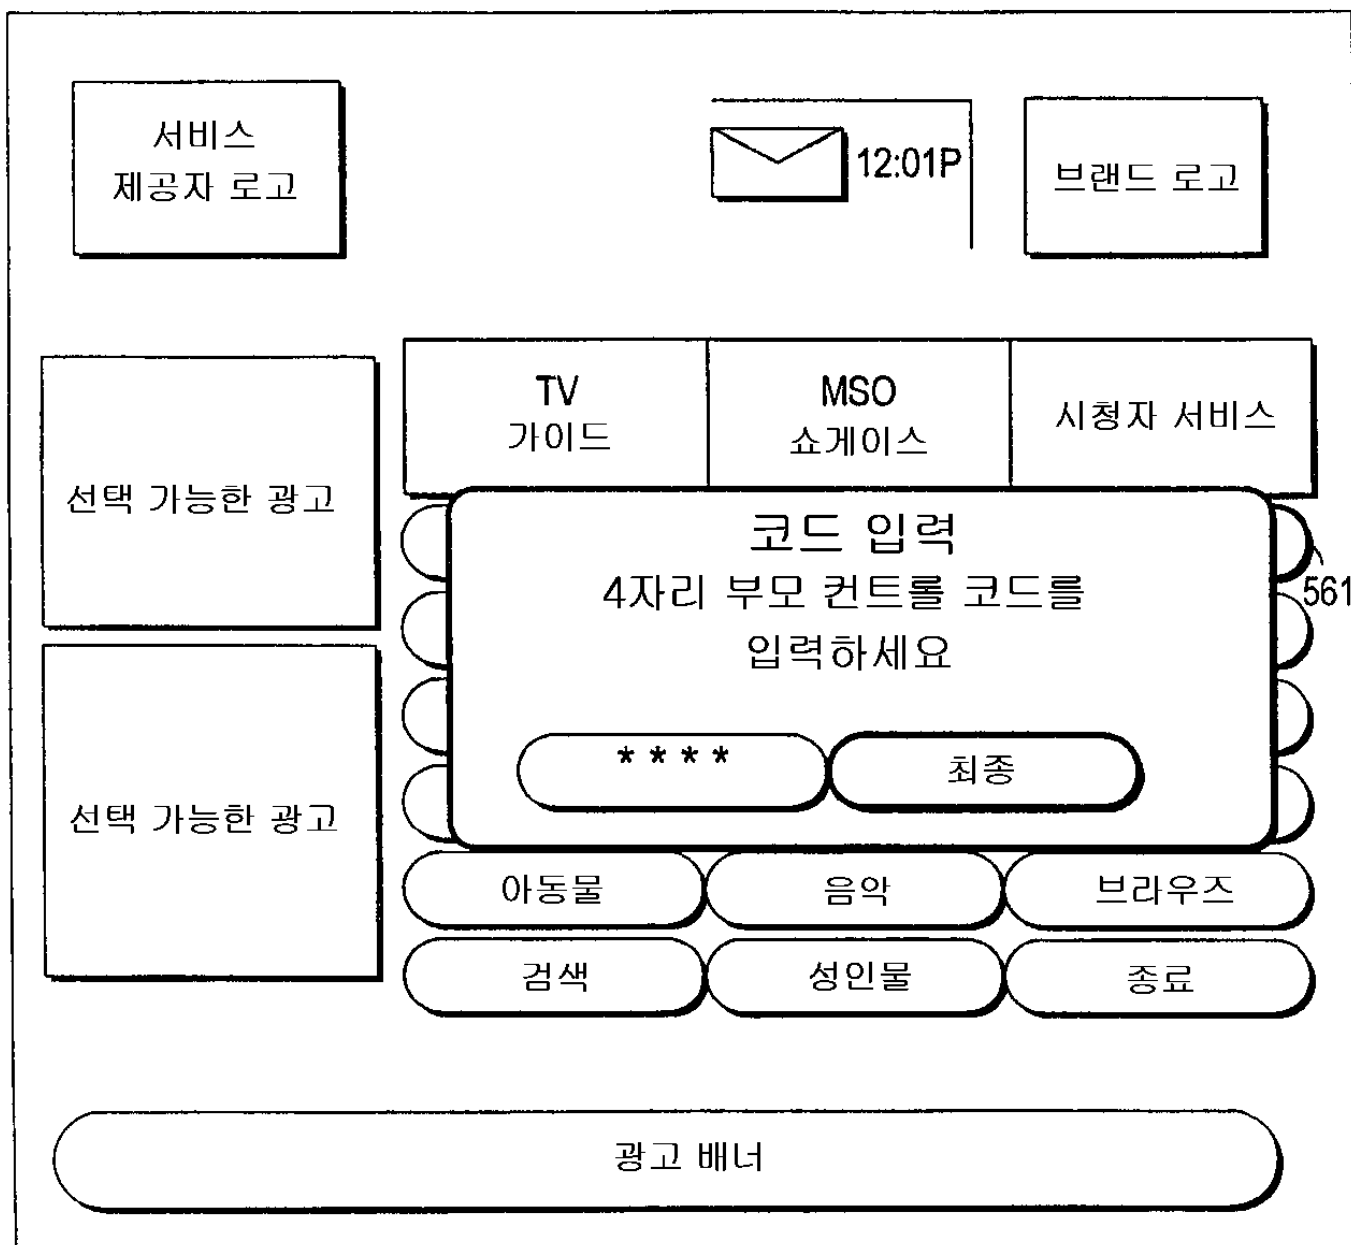 서비스
제공자 로고
12:01P
브랜드 로고
TV
가이드
MSO
쇼게이스
시청자 서비스
선택 가능한 광고
코드 입력
4자리 부모 컨트롤 코드를
입력하세요
561
* * * *
최종
선택 가능한 광고
아동물
음악
브라우즈
검색
성인물
종료
광고 배너